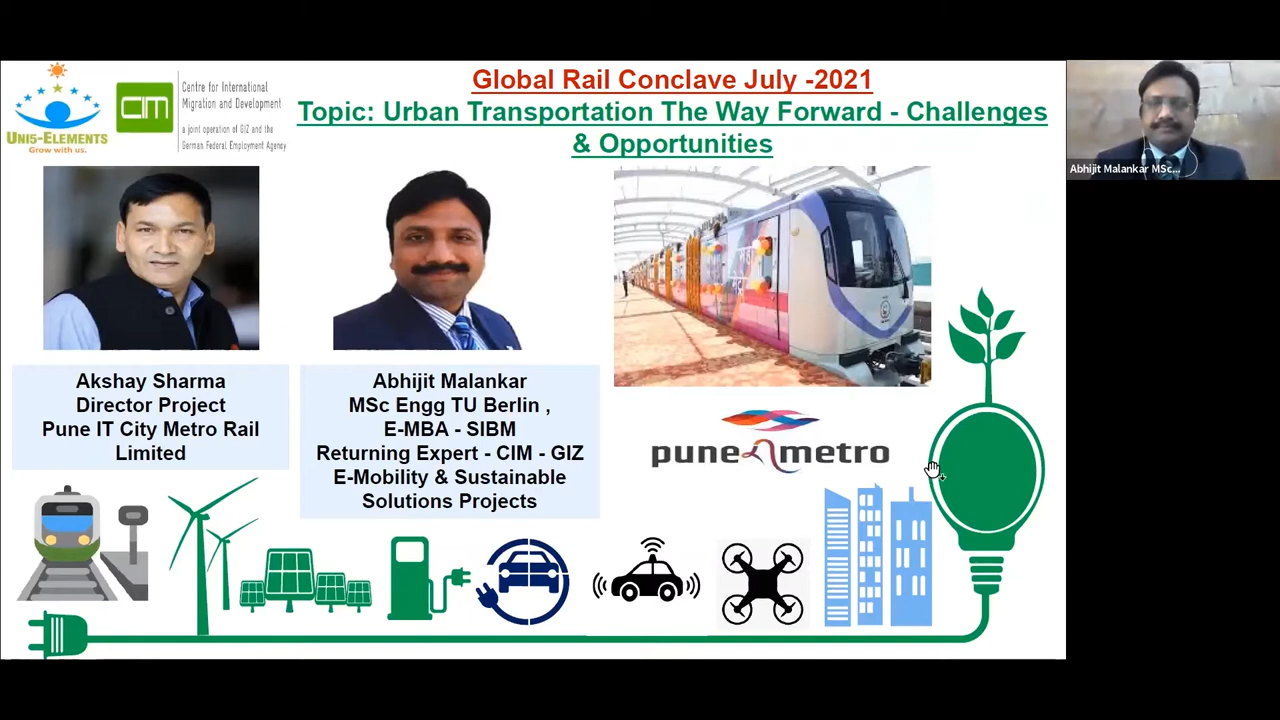 Global Rail Conclave July -2021
Topic: Urban Transportation The Way Forward - Challenges
& Opportunities
UNI5-ELEMENTS
Grow with us.
CIM
Centre for International
Migration and Development
a joint operation of GIZ and the
German Federal Employment Agency
Abhijit Malankar MSc...
Akshay Sharma
Director Project
Pune IT City Metro Rail
Limited
Abhijit Malankar
MSc Engg TU Berlin ,
E-MBA - SIBM
Returning Expert - CIM - GIZ
E-Mobility & Sustainable
Solutions Projects
pune metro